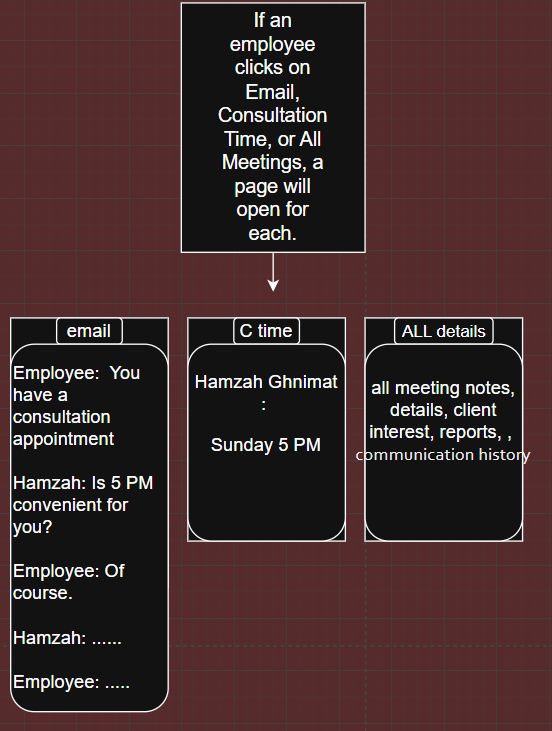 If an
employee
clicks on
Email,
Consultation
Time, or All
Meetings, a
page will
open for
each.
email
Employee:  You
have a
consultation
appointment
Hamzah: Is 5 PM
convenient for
you?
Employee: Of
course.
Hamzah: ......
Employee: .....
C time
Hamzah Ghnimat
:
Sunday 5 PM
ALL details
all meeting notes,
details, client
interest, reports, ,
communication history